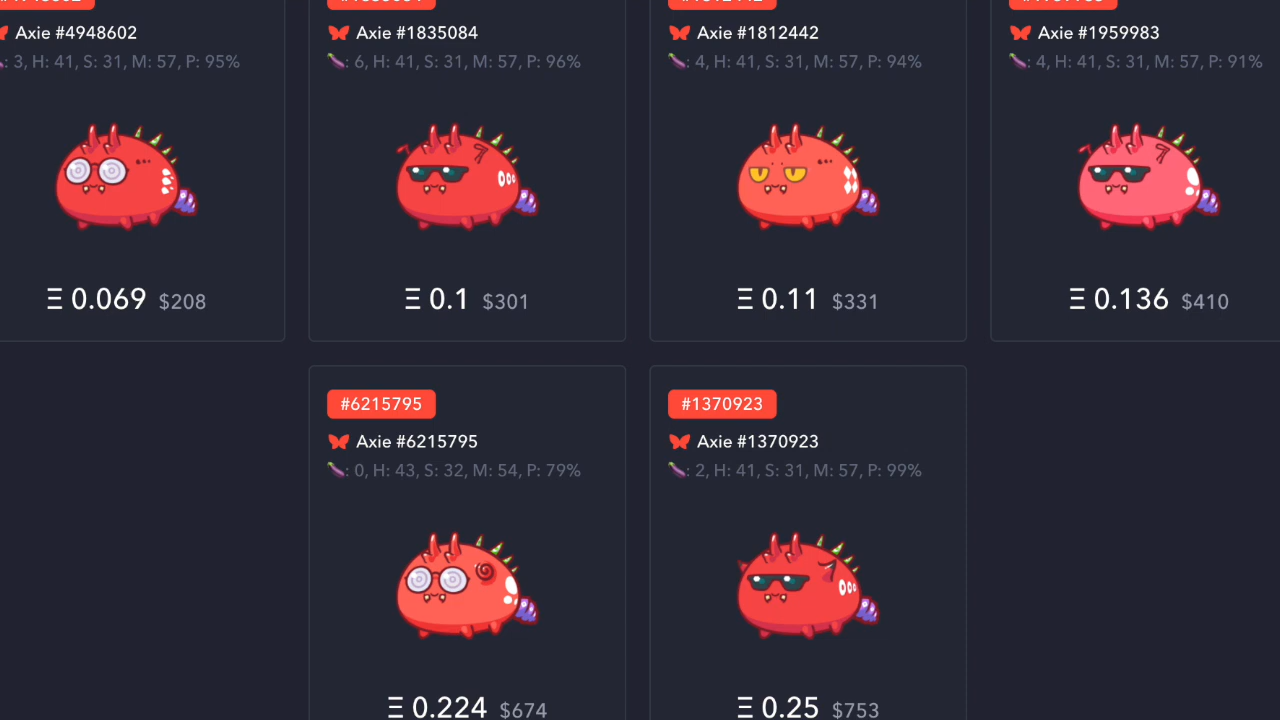 Axie #4948602
Axie #1835084
Axie #1812442
Axie #1959983
: 3, H: 41, S: 31, M: 57, P: 95%
: 6, H: 41, S: 31, M: 57, P: 96%
: 4, H: 41, S: 31, M: 57, P: 94%
: 4, H: 41, S: 31, M: 57, P: 91%
Ξ 0.069 $208
Ξ 0.1 $301
Ξ 0.11 $331
Ξ 0.136 $410
#6215795
#1370923
Axie #6215795
Axie #1370923
: 0, H: 43, S: 32, M: 54, P: 79%
: 2, H: 41, S: 31, M: 57, P: 99%
Ξ 0.224 $674
Ξ 0.25 $753